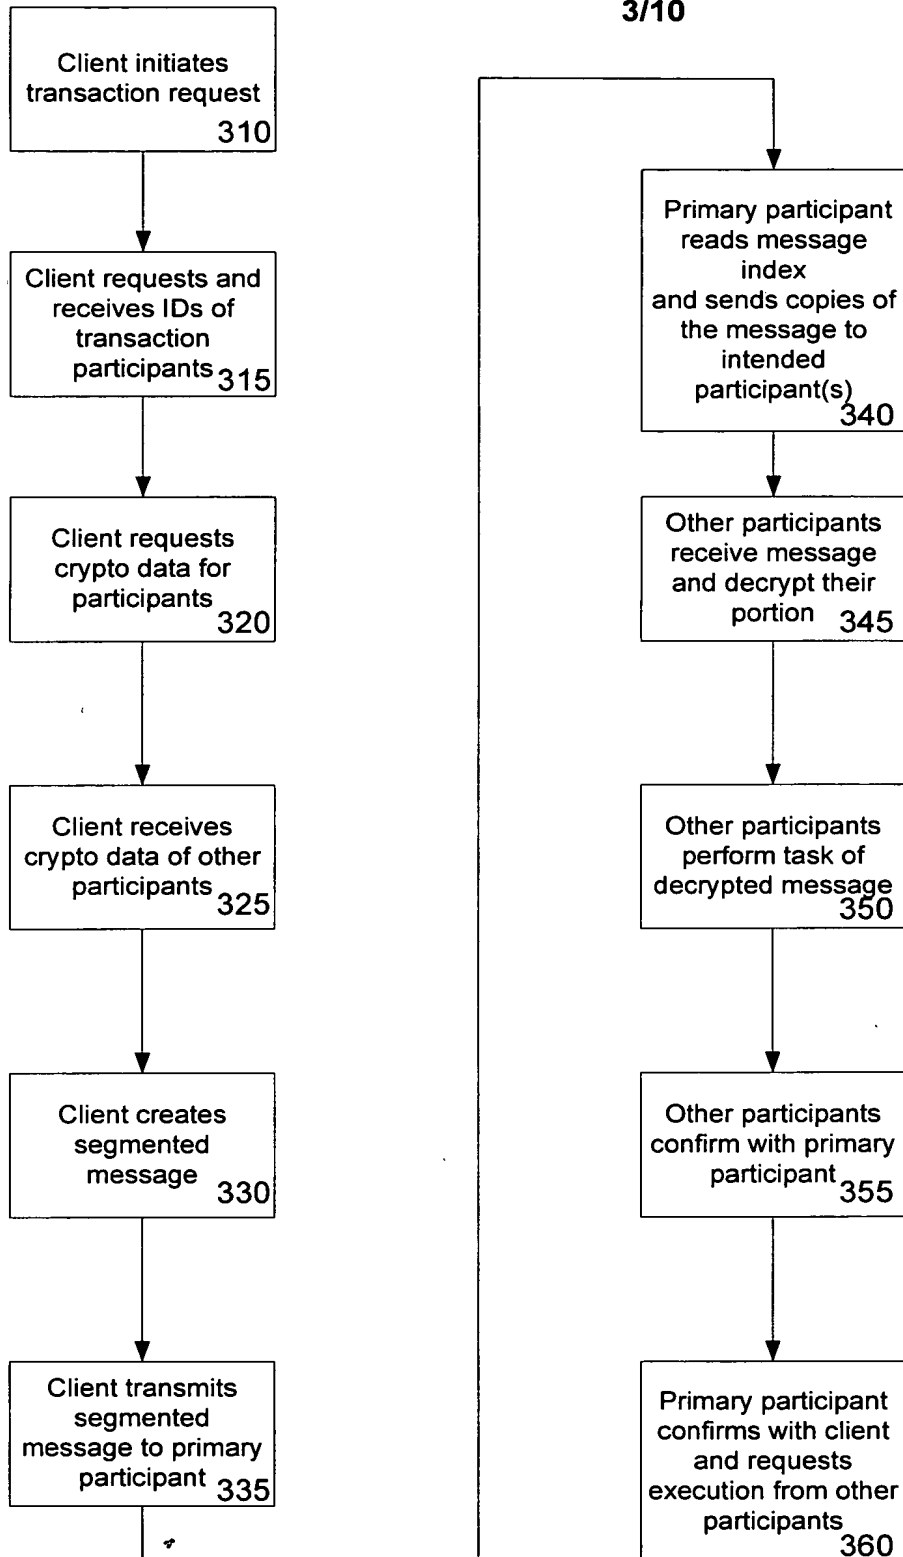 3/10
Client initiates
transaction request
310
Client requests and
receives IDs of
transaction
participants 315
Client requests
crypto data for
participants
320
Client receives
crypto data of other
participants
325
Client creates
segmented
message
330
Client transmits
segmented
message to primary
participant 335
Primary participant
reads message
index
and sends copies of
the message to
intended
participant(s)
340
Other participants
receive message
and decrypt their
portion 345
Other participants
perform task of
decrypted message
350
Other participants
confirm with primary
participant
355
Primary participant
confirms with client
and requests
execution from other
participants
360